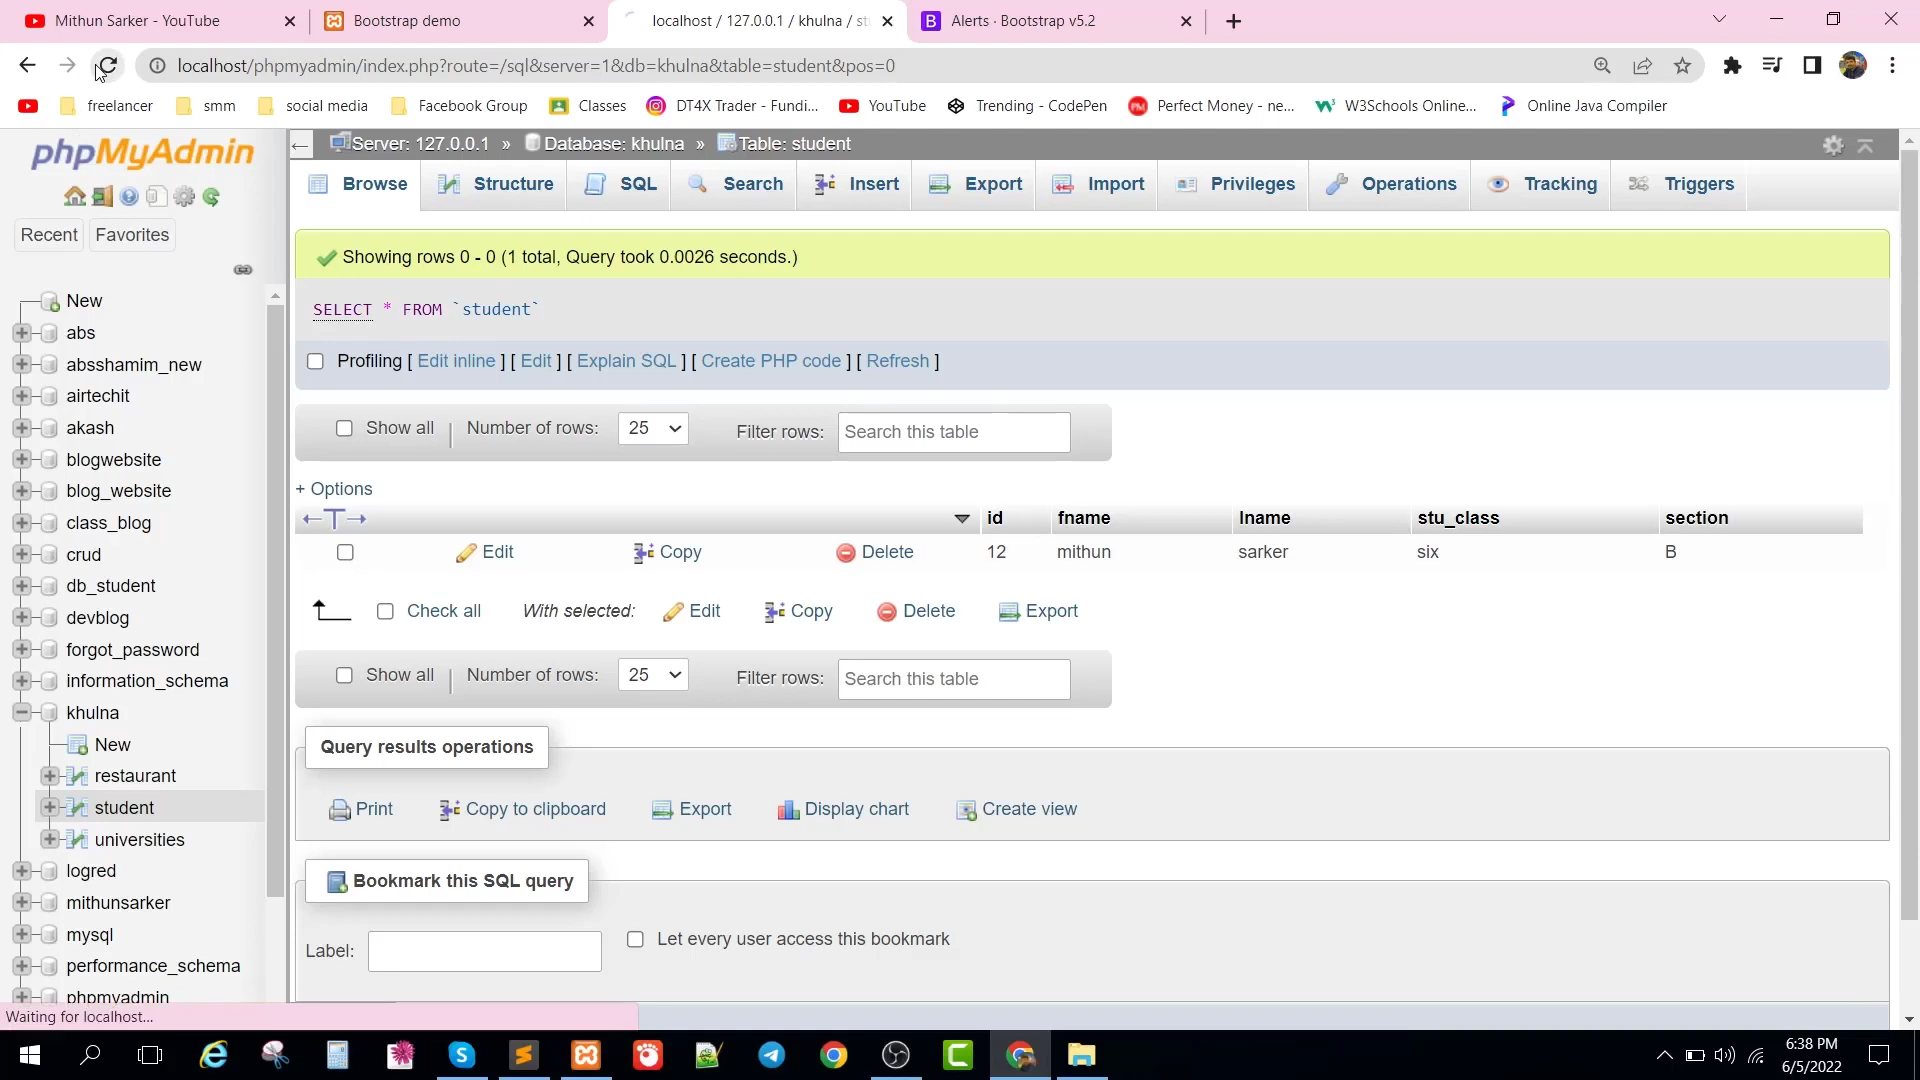 Mithun Sarker - YouTube
Bootstrap demo
localhost / 127.0.0.1 / khulna / st
Alerts · Bootstrap v5.2
localhost/phpmyadmin/index.php?route=/sql&server=1&db=khulna&table=student&pos=0
freelancer
smm
social media
Facebook Group
Classes
DT4X Trader - Fundi...
YouTube
Trending - CodePen
Perfect Money - ne...
W3Schools Online...
Online Java Compiler
phpMyAdmin
Recent
Favorites
New
abs
absshamim_new
airtechit
akash
blogwebsite
blog_website
class_blog
crud
db_student
devblog
forgot_password
information_schema
khulna
New
restaurant
student
universities
logred
mithunsarker
mysql
performance_schema
phpmyadmin
Waiting for localhost...
Server: 127.0.0.1 » Database: khulna » Table: student
Browse
Structure
SQL
Search
Insert
Export
Import
Privileges
Operations
Tracking
Triggers
Showing rows 0 - 0 (1 total, Query took 0.0026 seconds.)
SELECT * FROM `student`
Profiling [ Edit inline ] [ Edit ] [ Explain SQL ] [ Create PHP code ] [ Refresh ]
Show all | Number of rows: 25 Filter rows: Search this table
+ Options
←T→ id fname lname stu_class section
Edit Copy Delete 12 mithun sarker six B
Check all With selected: Edit Copy Delete Export
Show all | Number of rows: 25 Filter rows: Search this table
Query results operations
Print Copy to clipboard Export Display chart Create view
Bookmark this SQL query
Label: Let every user access this bookmark
6:38 PM
6/5/2022